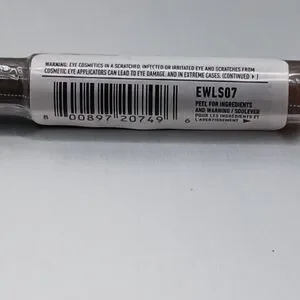 WARNING: EYE COSMETICS IN A SCRATCHED, INFECTED OR IRRITATED EYE AND SCRATCHES FROM
COSMETIC EYE APPLICATORS CAN LEAD TO EYE DAMAGE, AND IN EXTREME CASES, (CONTINUED ▶)
EWLS07
PEEL FOR INGREDIENTS
AND WARNING / SOULEVER
POUR LES INGRÉDIENTS ET
L'AVERTISSEMENT
8 00897 20749 6